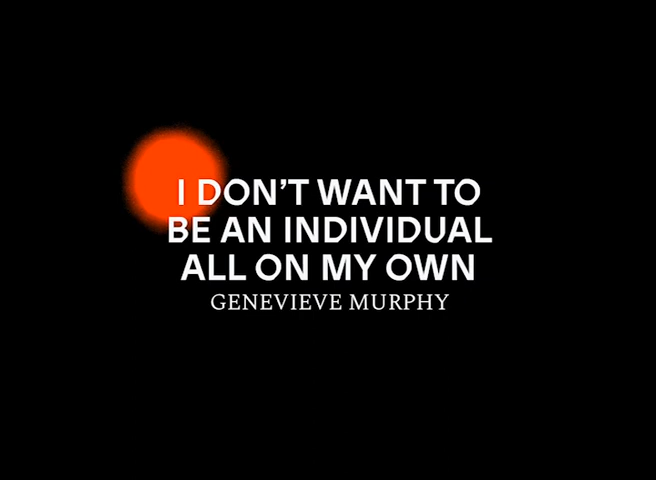 I DON’T WANT TO
BE AN INDIVIDUAL
ALL ON MY OWN
GENEVIEVE MURPHY